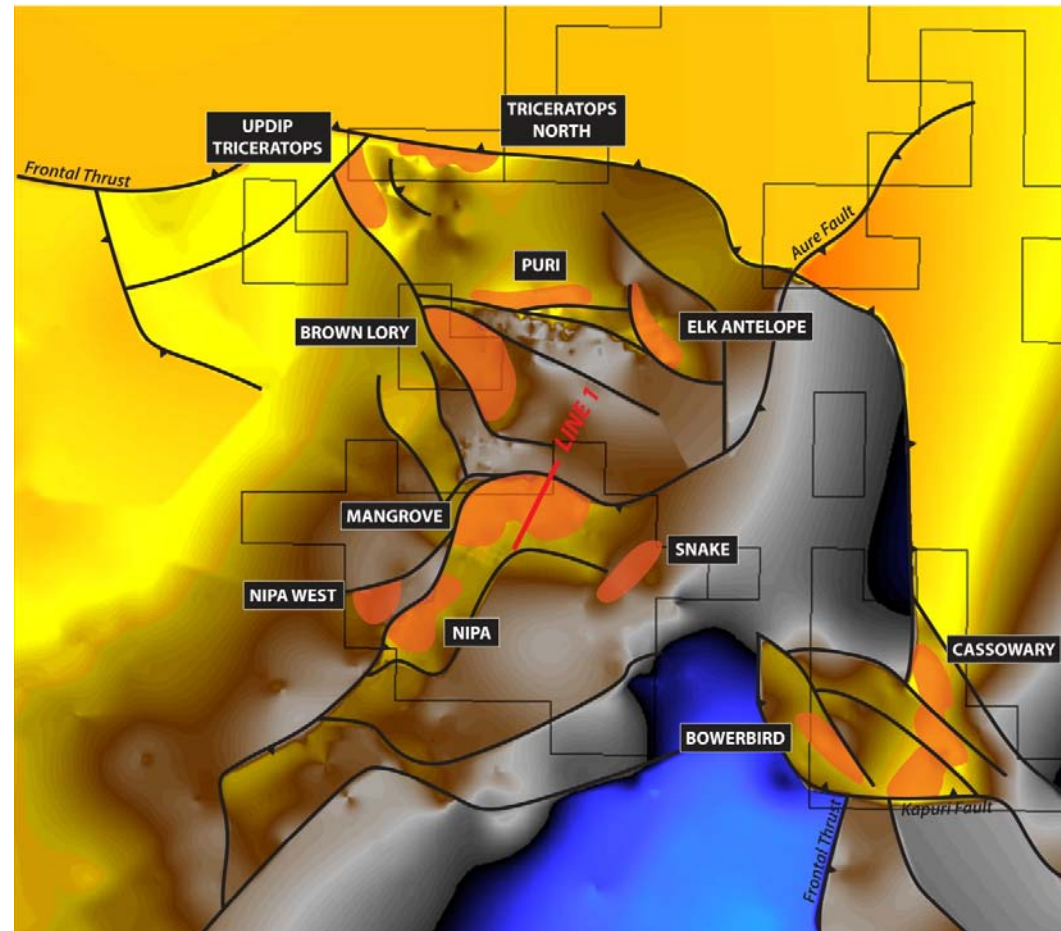 UPDIP
TRICERATOPS
TRICERATOPS
NORTH
Frontal Thrust
Aure Fault
PURI
BROWN LORY
ELK ANTELOPE
LINE 1
MANGROVE
SNAKE
NIPA WEST
NIPA
CASSOWARY
BOWERBIRD
Kapuri Fault
Frontal Thrust